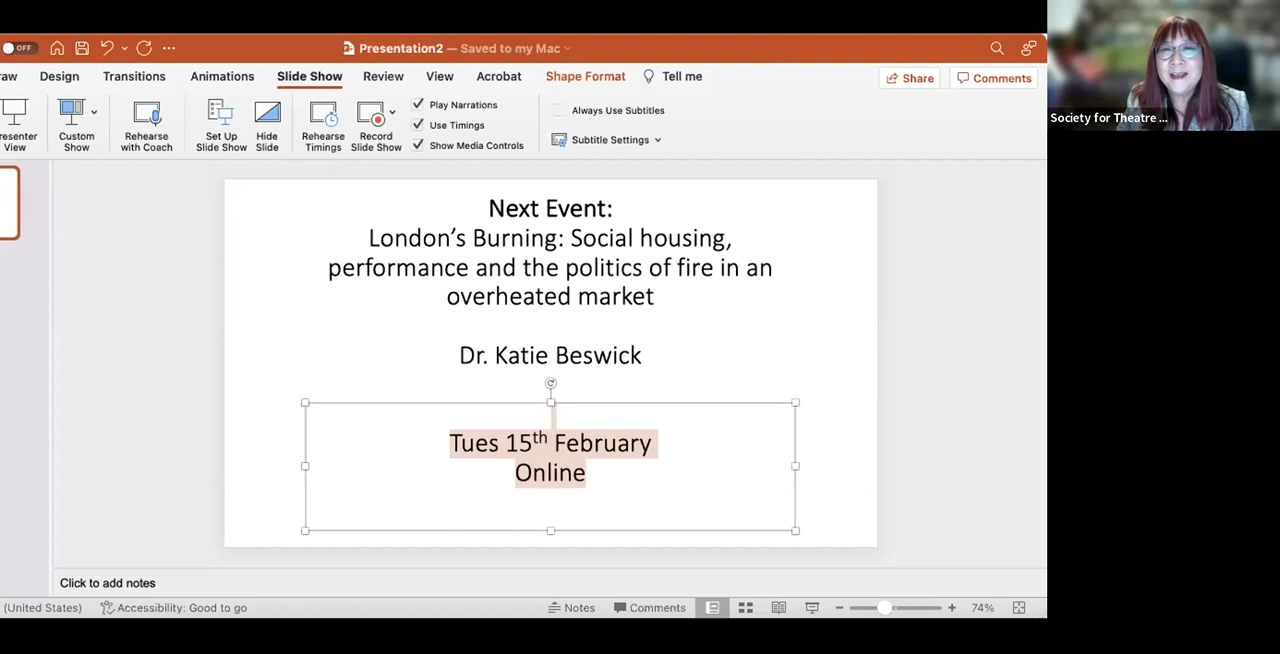 OFF
Presentation2 — Saved to my Mac
raw Design Transitions Animations Slide Show Review View Acrobat Shape Format Tell me
Share Comments
Society for Theatre ...
resenter View
Custom Show
Rehearse with Coach
Set Up Slide Show
Hide Slide
Rehearse Timings
Record Slide Show
Play Narrations
Use Timings
Show Media Controls
Always Use Subtitles
Subtitle Settings
Next Event:
London’s Burning: Social housing,
performance and the politics of fire in an
overheated market
Dr. Katie Beswick
Tues 15th February
Online
Click to add notes
(United States) Accessibility: Good to go Notes Comments 74%